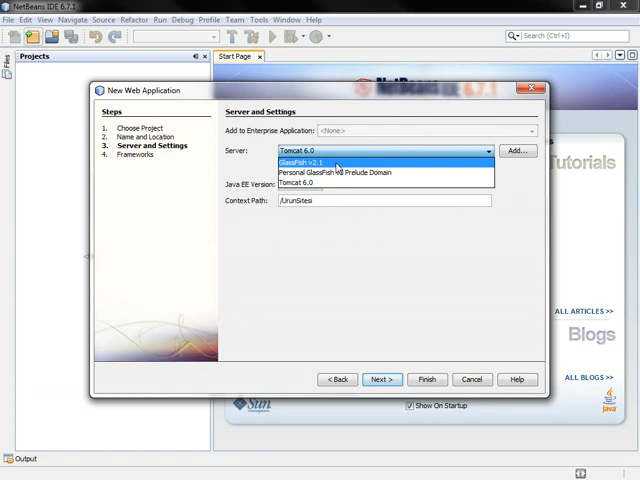 NetBeans IDE 6.7.1
File Edit View Navigate Source Refactor Run Debug Profile Team Tools Window Help
Search (Ctrl+I)
Files
Projects
Start Page
New Web Application
Steps
1. Choose Project
2. Name and Location
3. Server and Settings
4. Frameworks
Server and Settings
Add to Enterprise Application: <None>
Server: Tomcat 6.0 Add...
GlassFish v2.1
Personal GlassFish v3 Prelude Domain
Tomcat 6.0
Java EE Version:
Context Path: /UrunSitesi
< Back Next > Finish Cancel Help
Tutorials
ALL ARTICLES >>
Blogs
ALL BLOGS >>
Sun
Show On Startup
Java
Output